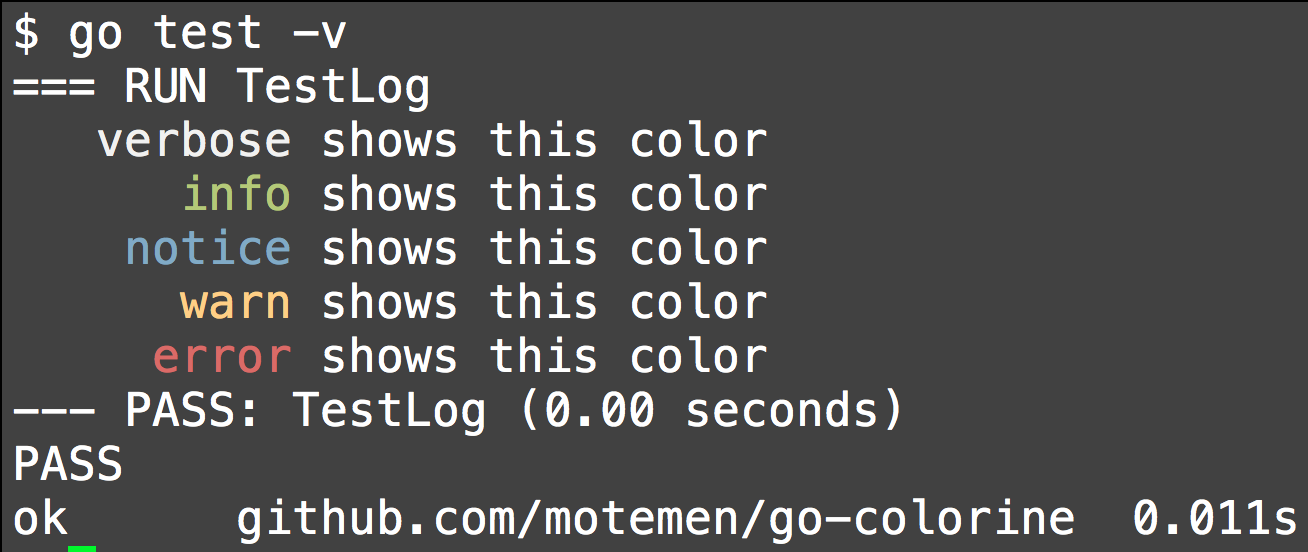 $ go test -v
=== RUN TestLog
   verbose shows this color
      info shows this color
    notice shows this color
      warn shows this color
     error shows this color
--- PASS: TestLog (0.00 seconds)
PASS
ok      github.com/motemen/go-colorine  0.011s